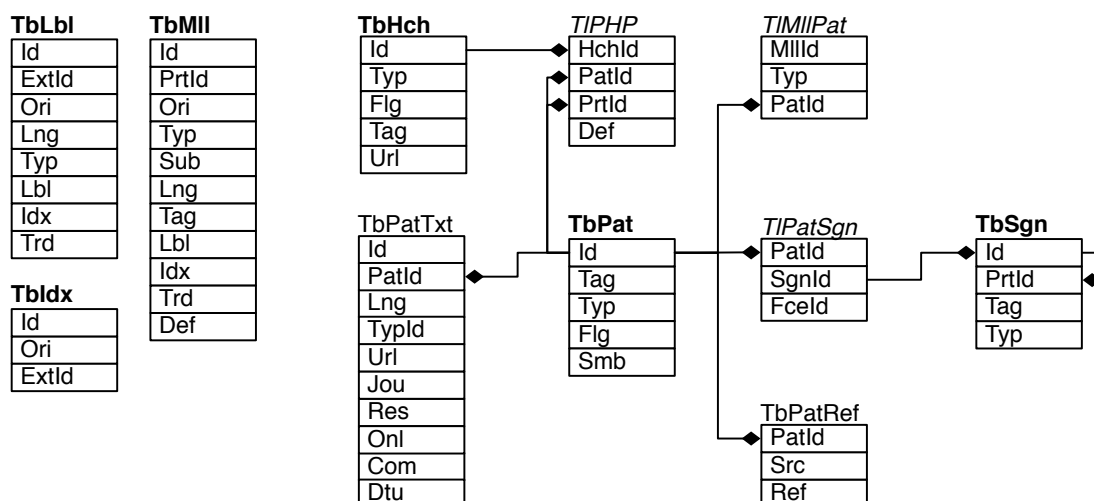 TbLbl
Id
ExtId
Ori
Lng
Typ
Lbl
Idx
Trd
TbIdx
Id
Ori
ExtId
TbMll
Id
PrtId
Ori
Typ
Sub
Lng
Tag
Lbl
Idx
Trd
Def
TbHch
Id
Typ
Flg
Tag
Url
TbPatTxt
Id
PatId
Lng
TypId
Url
Jou
Res
Onl
Com
Dtu
TlPHP
HchId
PatId
PrtId
Def
TbPat
Id
Tag
Typ
Flg
Smb
TlMllPat
MllId
Typ
PatId
TlPatSgn
PatId
SgnId
FceId
TbPatRef
PatId
Src
Ref
TbSgn
Id
PrtId
Tag
Typ